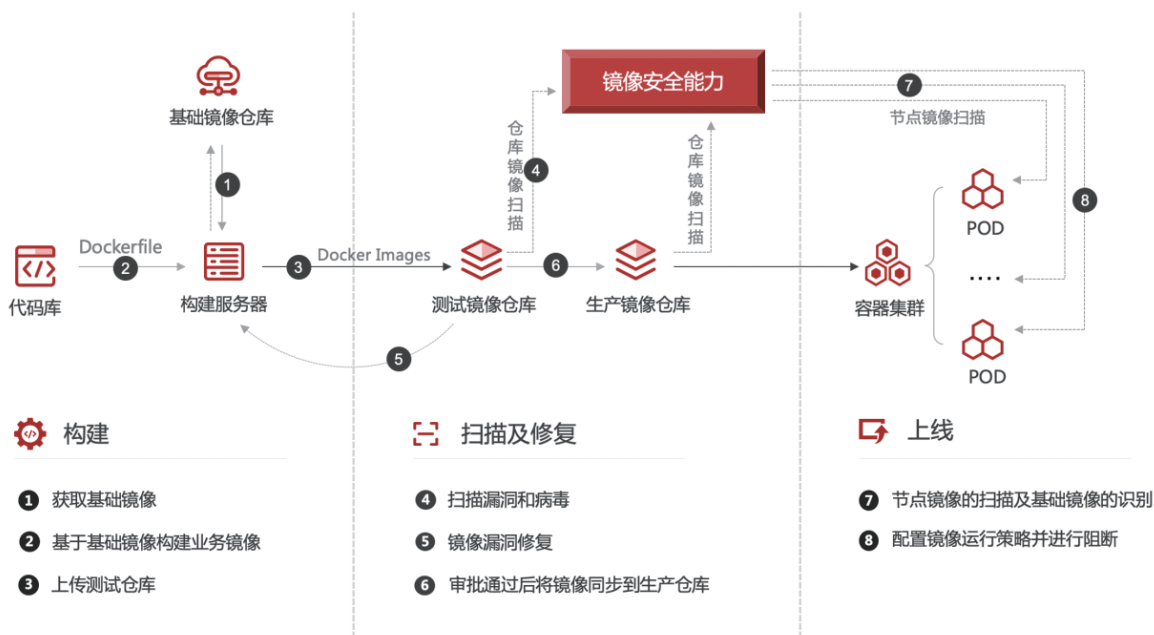 镜像安全能力
7
节点镜像扫描
基础镜像仓库
仓库镜像扫描
4
仓库镜像扫描
1
8
POD
Dockerfile
2
3
Docker Images
6
代码库
构建服务器
测试镜像仓库
生产镜像仓库
容器集群
....
5
POD
构建
1 获取基础镜像
2 基于基础镜像构建业务镜像
3 上传测试仓库
扫描及修复
4 扫描漏洞和病毒
5 镜像漏洞修复
6 审批通过后将镜像同步到生产仓库
上线
7 节点镜像的扫描及基础镜像的识别
8 配置镜像运行策略并进行阻断